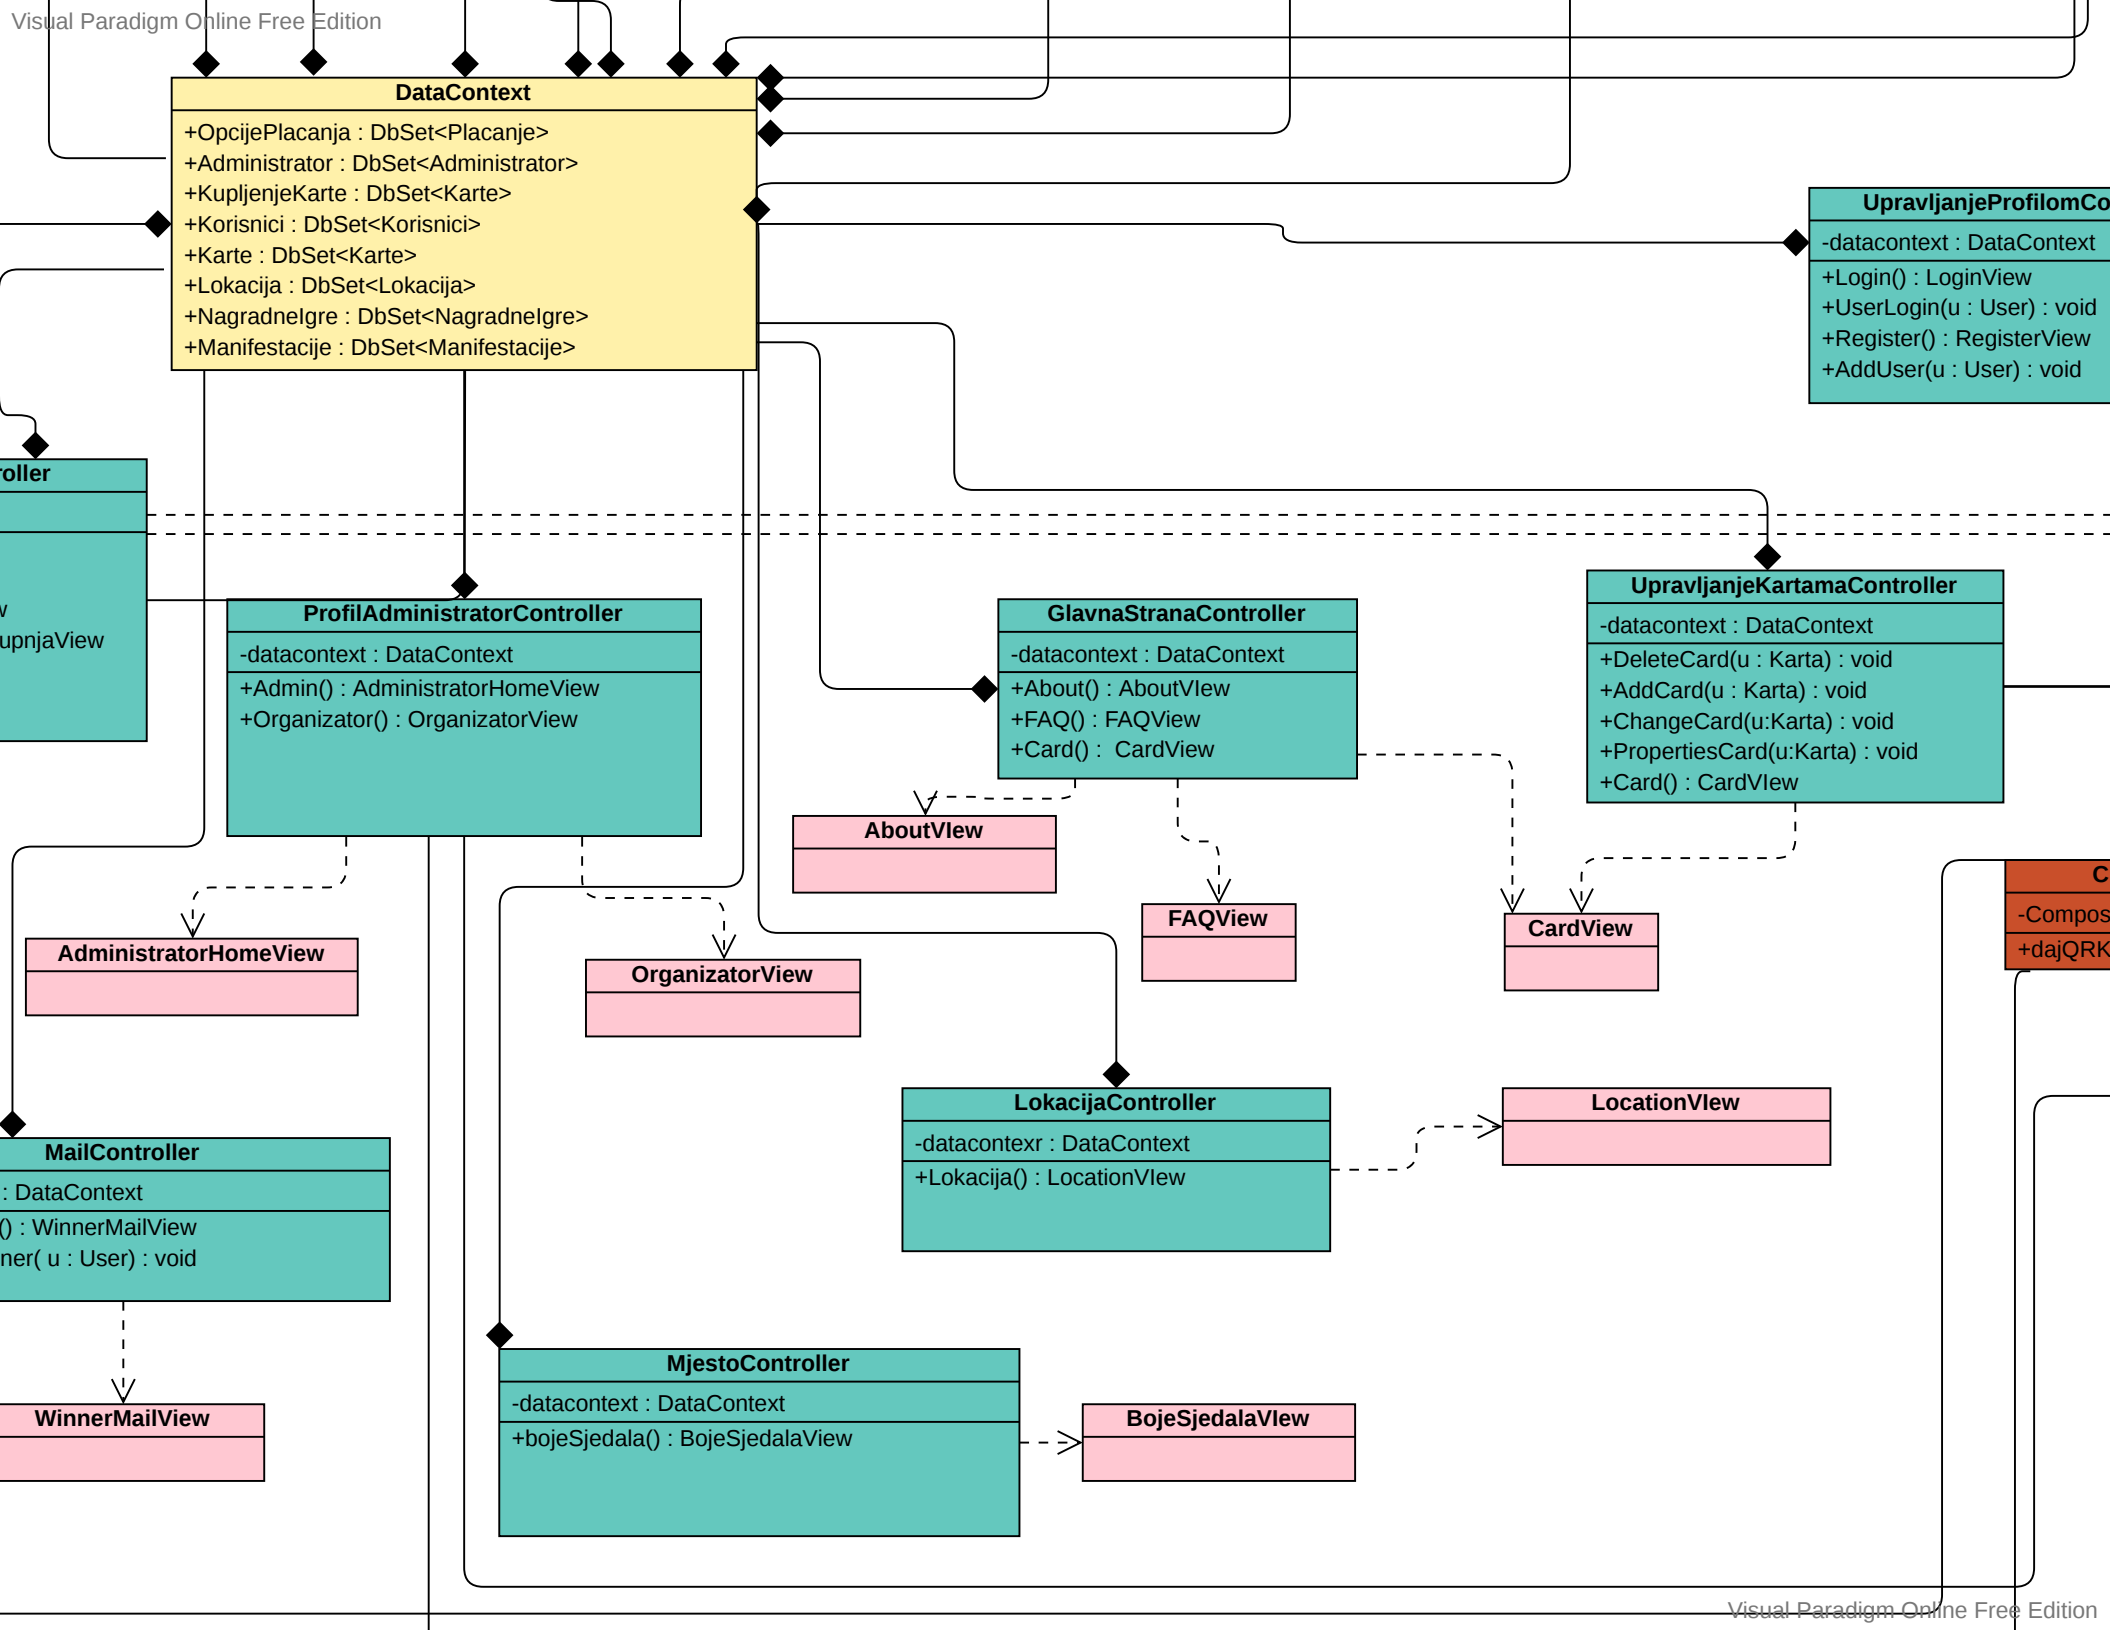 Visual Paradigm Online Free Edition
DataContext
+OpcijePlacanja : DbSet<Placanje>
+Administrator : DbSet<Administrator>
+KupljenjeKarte : DbSet<Karte>
+Korisnici : DbSet<Korisnici>
+Karte : DbSet<Karte>
+Lokacija : DbSet<Lokacija>
+NagradneIgre : DbSet<NagradneIgre>
+Manifestacije : DbSet<Manifestacije>
UpravljanjeProfilomCo
-datacontext : DataContext
+Login() : LoginView
+UserLogin(u : User) : void
+Register() : RegisterView
+AddUser(u : User) : void
roller
w
upnjaView
ProfilAdministratorController
-datacontext : DataContext
+Admin() : AdministratorHomeView
+Organizator() : OrganizatorView
GlavnaStranaController
-datacontext : DataContext
+About() : AboutVIew
+FAQ() : FAQView
+Card() :  CardView
UpravljanjeKartamaController
-datacontext : DataContext
+DeleteCard(u : Karta) : void
+AddCard(u : Karta) : void
+ChangeCard(u:Karta) : void
+PropertiesCard(u:Karta) : void
+Card() : CardVIew
AboutVIew
FAQView
CardView
C
-Compos
+dajQRK
AdministratorHomeView
OrganizatorView
LokacijaController
-datacontexr : DataContext
+Lokacija() : LocationVIew
LocationVIew
MailController
: DataContext
() : WinnerMailView
ner( u : User) : void
WinnerMailView
MjestoController
-datacontext : DataContext
+bojeSjedala() : BojeSjedalaView
BojeSjedalaVIew
Visual Paradigm Online Free Edition